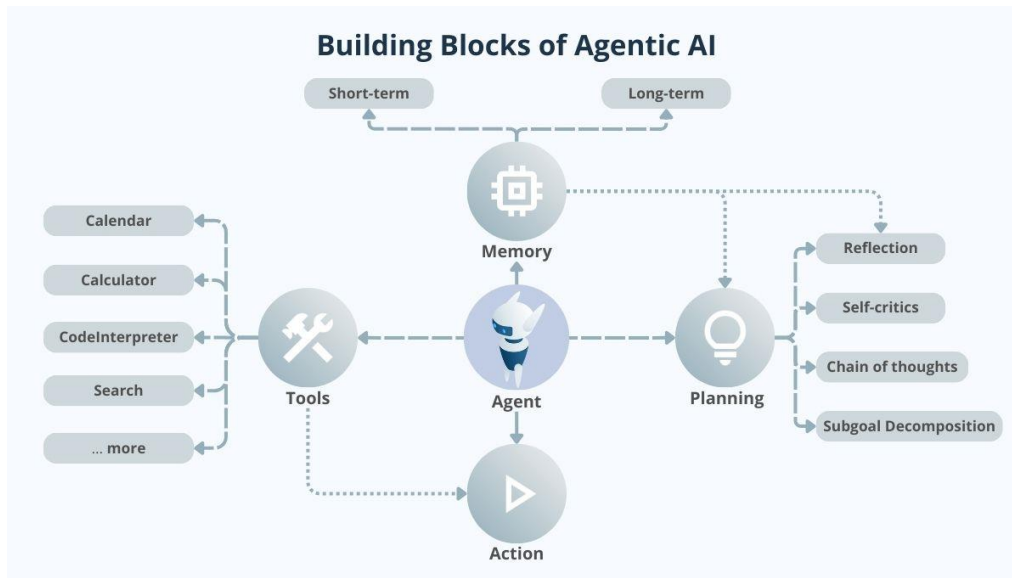 Building Blocks of Agentic AI
Short-term
Long-term
Memory
Calendar
Calculator
CodeInterpreter
Search
... more
Tools
Agent
Planning
Reflection
Self-critics
Chain of thoughts
Subgoal Decomposition
Action